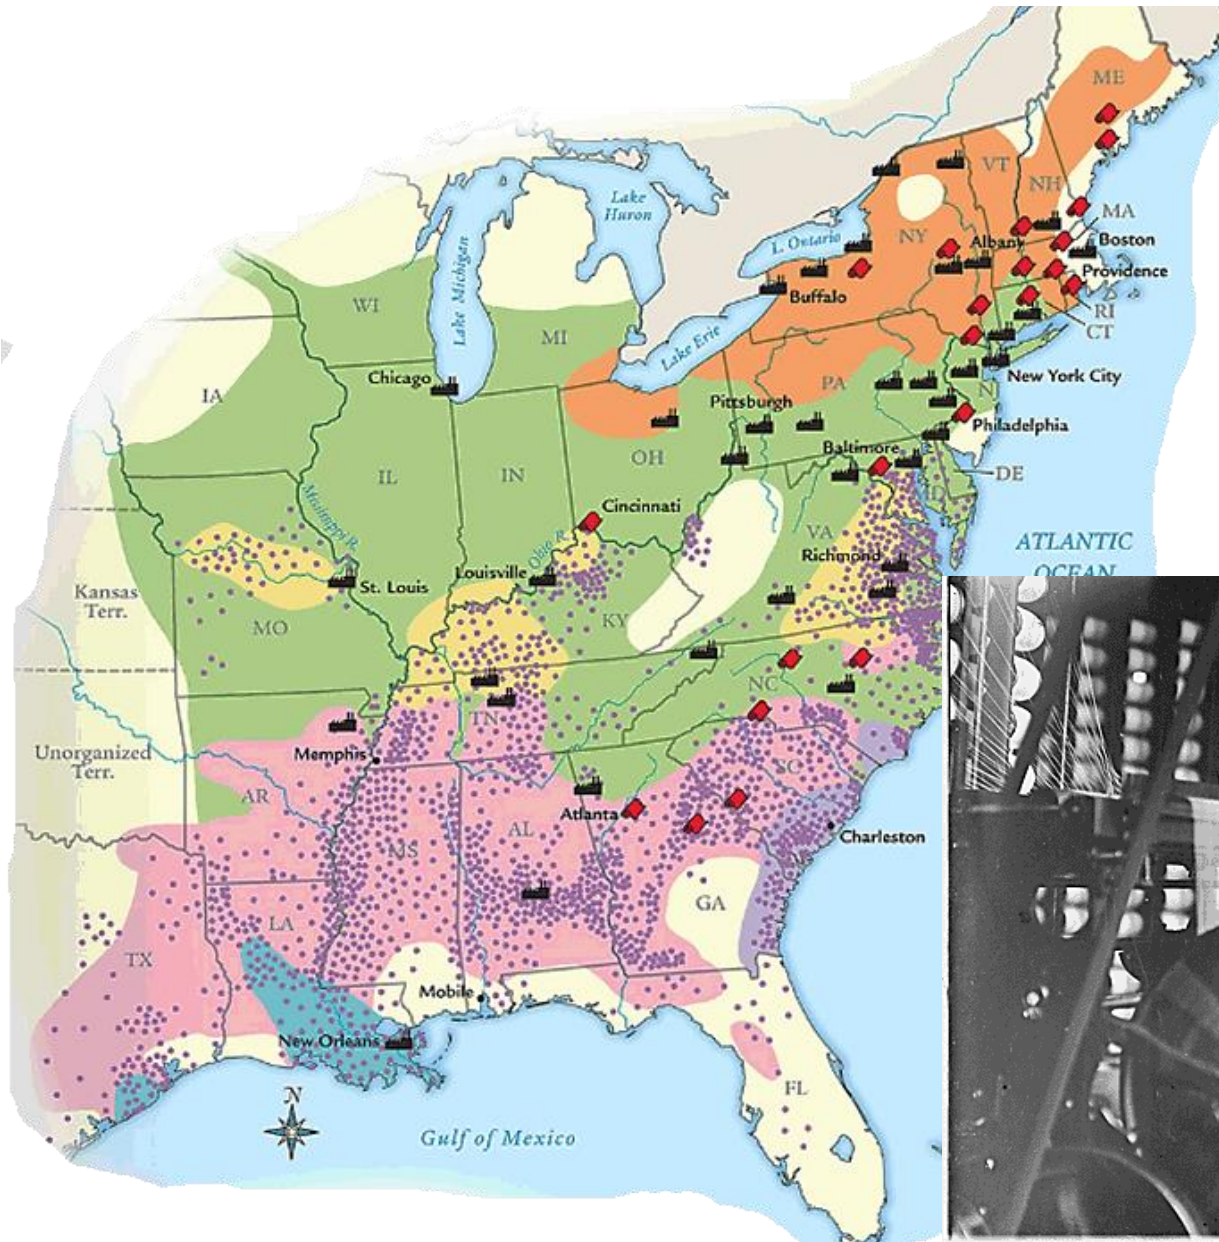 ME
VT
NH
Lake
Huron
MA
NY
Albany
Boston
L. Ontario
Lake Michigan
Providence
Buffalo
RI
CT
WI
MI
Lake Erie
Chicago
New York City
IA
PA
N
Pittsburgh
Philadelphia
Baltimore
OH
IL
IN
DE
Mississippi R.
Cincinnati
VA
ATLANTIC
OCEAN
Ohio R.
Richmond
Louisville
St. Louis
Kansas
Terr.
KY
MO
NC
TN
Memphis
Unorganized
Terr.
SC
AR
Atlanta
AL
Charleston
MS
GA
LA
TX
Mobile
New Orleans
FL
N
Gulf of Mexico